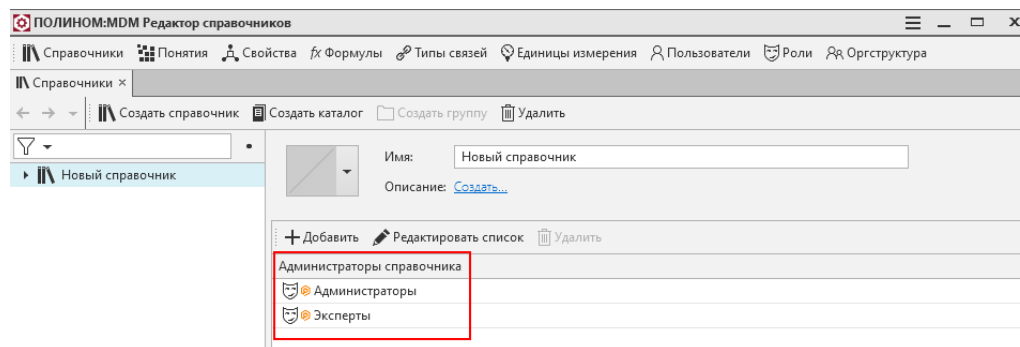 ПОЛИНОМ:MDM Редактор справочников
Справочники Понятия Свойства fx Формулы Типы связей Единицы измерения Пользователи Роли Оргструктура
Справочники ×
Создать справочник Создать каталог Создать группу Удалить
Имя: Новый справочник
Новый справочник
Описание: Создать...
Добавить Редактировать список Удалить
Администраторы справочника
Администраторы
Эксперты